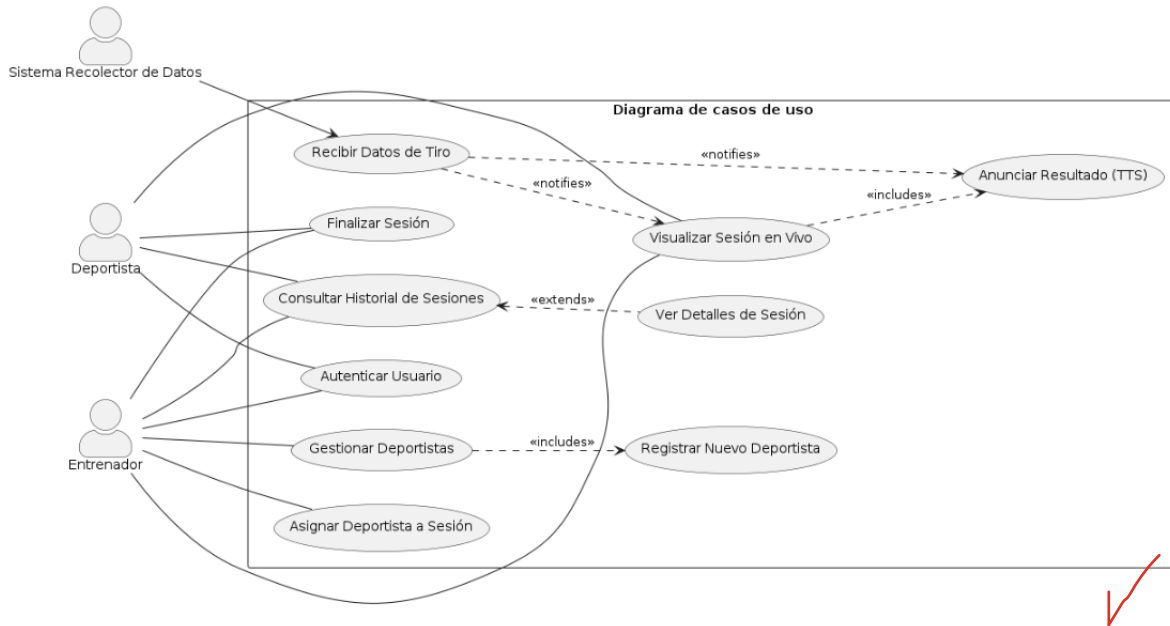 Sistema Recolector de Datos
Diagrama de casos de uso
Recibir Datos de Tiro
«notifies»
Anunciar Resultado (TTS)
«notifies»
«includes»
Finalizar Sesión
Visualizar Sesión en Vivo
Deportista
Consultar Historial de Sesiones
«extends»
Ver Detalles de Sesión
Autenticar Usuario
Entrenador
Gestionar Deportistas
«includes»
Registrar Nuevo Deportista
Asignar Deportista a Sesión